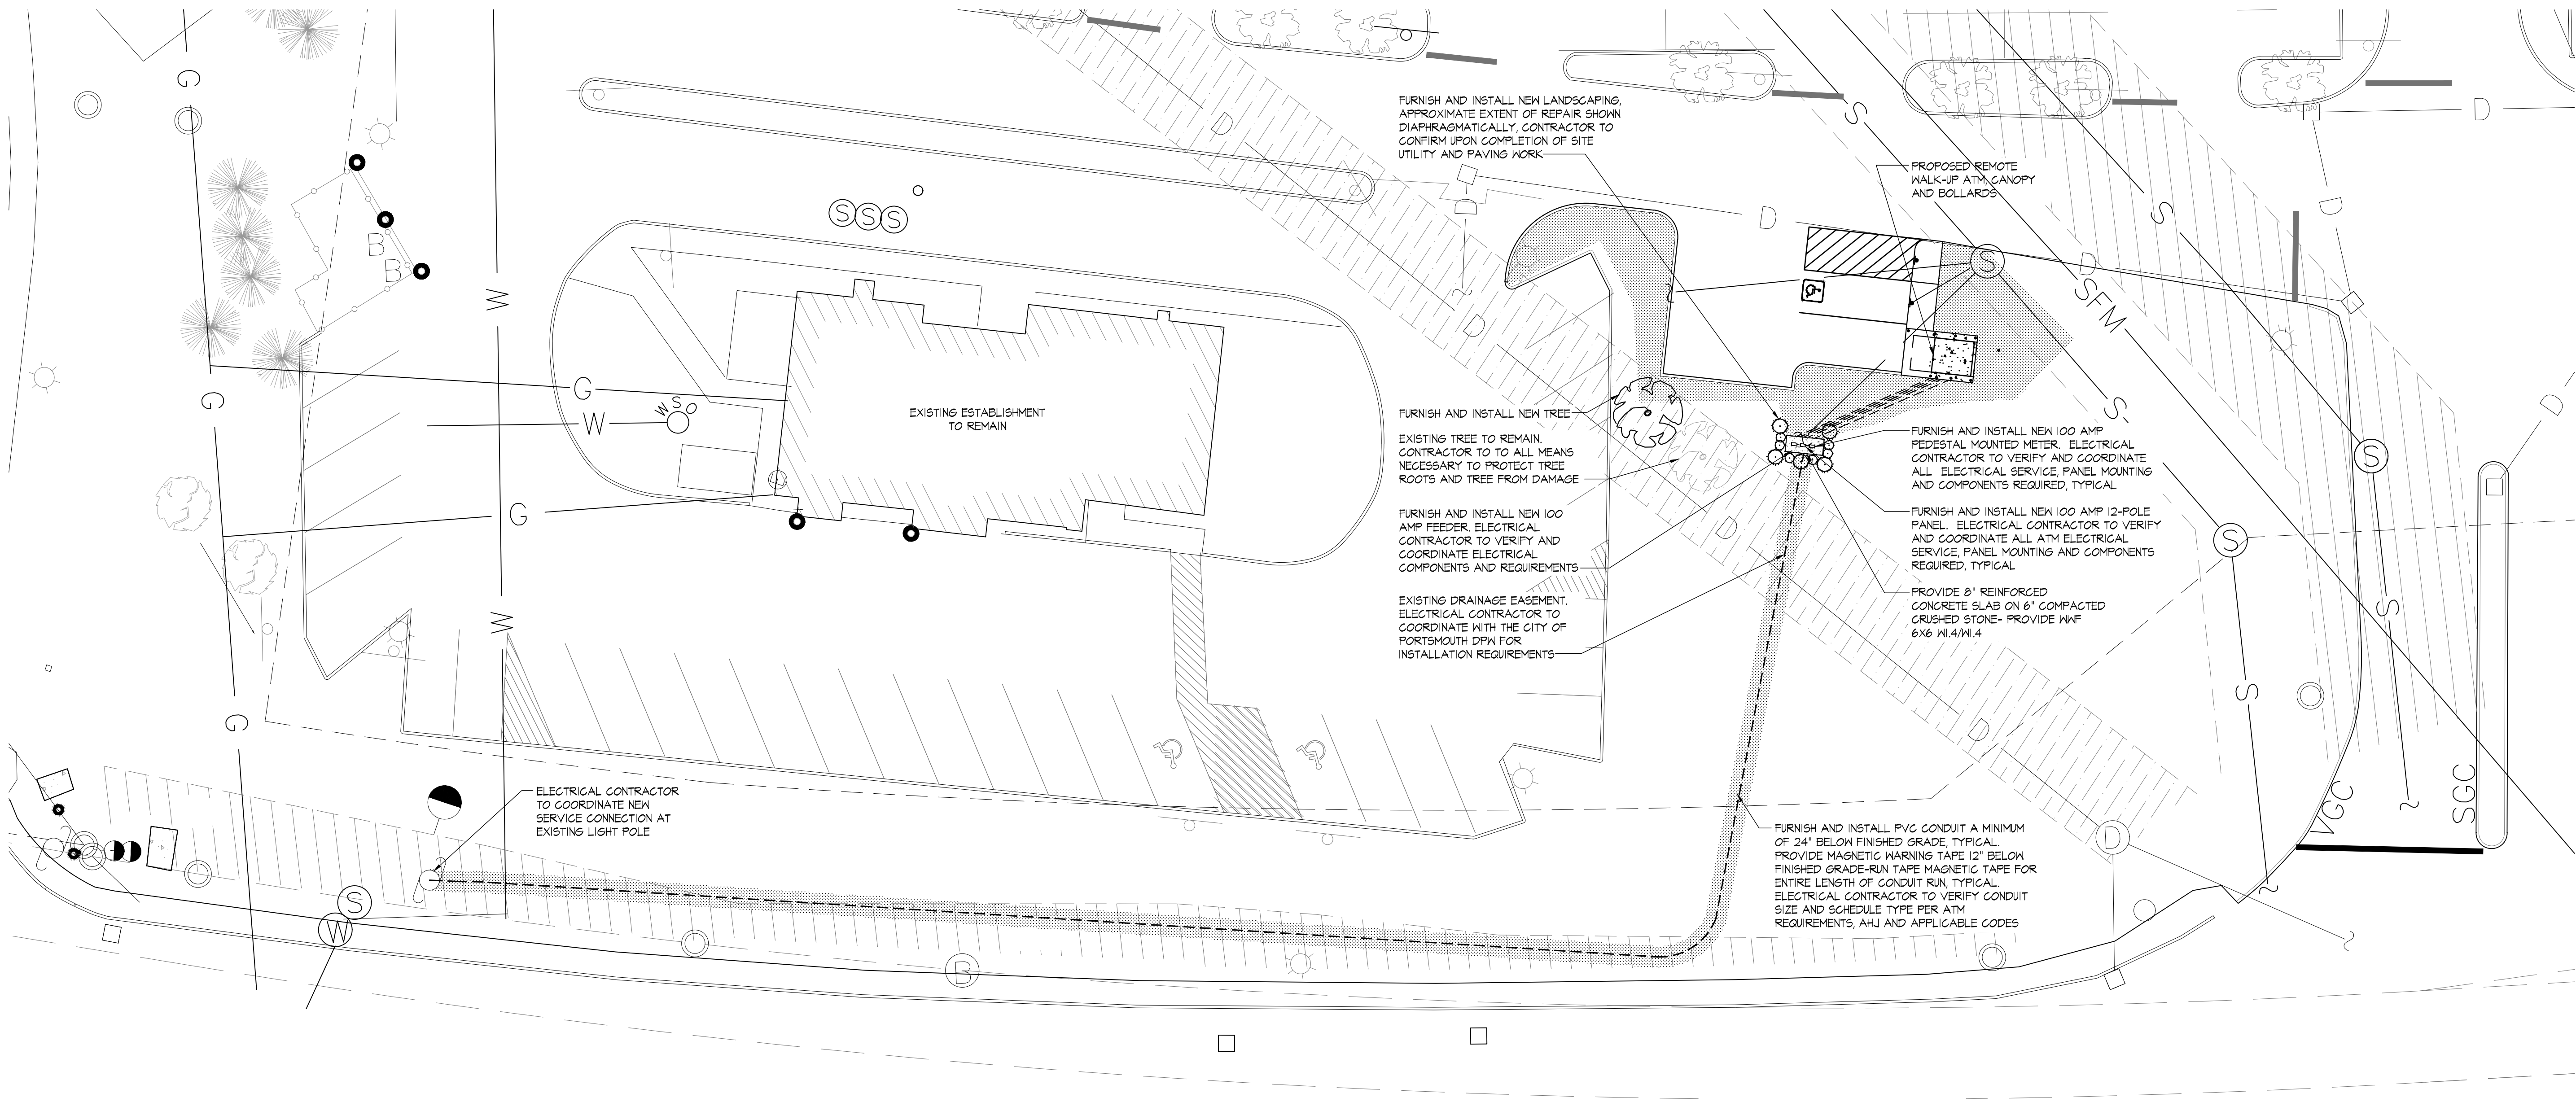 FURNISH AND INSTALL NEW LANDSCAPING,
APPROXIMATE EXTENT OF REPAIR SHOWN
DIAPHRAGMATICALLY, CONTRACTOR TO
CONFIRM UPON COMPLETION OF SITE
UTILITY AND PAVING WORK
PROPOSED REMOTE
WALK-UP ATM, CANOPY
AND BOLLARDS
EXISTING ESTABLISHMENT
TO REMAIN
FURNISH AND INSTALL NEW TREE
EXISTING TREE TO REMAIN.
CONTRACTOR TO TO ALL MEANS
NECESSARY TO PROTECT TREE
ROOTS AND TREE FROM DAMAGE
FURNISH AND INSTALL NEW 100
AMP FEEDER. ELECTRICAL
CONTRACTOR TO VERIFY AND
COORDINATE ELECTRICAL
COMPONENTS AND REQUIREMENTS
EXISTING DRAINAGE EASEMENT.
ELECTRICAL CONTRACTOR TO
COORDINATE WITH THE CITY OF
PORTSMOUTH DPW FOR
INSTALLATION REQUIREMENTS
FURNISH AND INSTALL NEW 100 AMP
PEDESTAL MOUNTED METER. ELECTRICAL
CONTRACTOR TO VERIFY AND COORDINATE
ALL ELECTRICAL SERVICE, PANEL MOUNTING
AND COMPONENTS REQUIRED, TYPICAL
FURNISH AND INSTALL NEW 100 AMP 12-POLE
PANEL. ELECTRICAL CONTRACTOR TO VERIFY
AND COORDINATE ALL ATM ELECTRICAL
SERVICE, PANEL MOUNTING AND COMPONENTS
REQUIRED, TYPICAL
PROVIDE 8" REINFORCED
CONCRETE SLAB ON 6" COMPACTED
CRUSHED STONE- PROVIDE WWF
6X6 W1.4/W1.4
ELECTRICAL CONTRACTOR
TO COORDINATE NEW
SERVICE CONNECTION AT
EXISTING LIGHT POLE
FURNISH AND INSTALL PVC CONDUIT A MINIMUM
OF 24" BELOW FINISHED GRADE, TYPICAL.
PROVIDE MAGNETIC WARNING TAPE 12" BELOW
FINISHED GRADE-RUN TAPE MAGNETIC TAPE FOR
ENTIRE LENGTH OF CONDUIT RUN, TYPICAL.
ELECTRICAL CONTRACTOR TO VERIFY CONDUIT
SIZE AND SCHEDULE TYPE PER ATM
REQUIREMENTS, AHJ AND APPLICABLE CODES
G
G
G
G
G
W
W
W
WSO
B
B
S
S
S
D
D
D
D
D
D
D
D
D
D
D
D
S
S
S
S
S
S
S
S
SFM
VGC
SGC
S
W
B